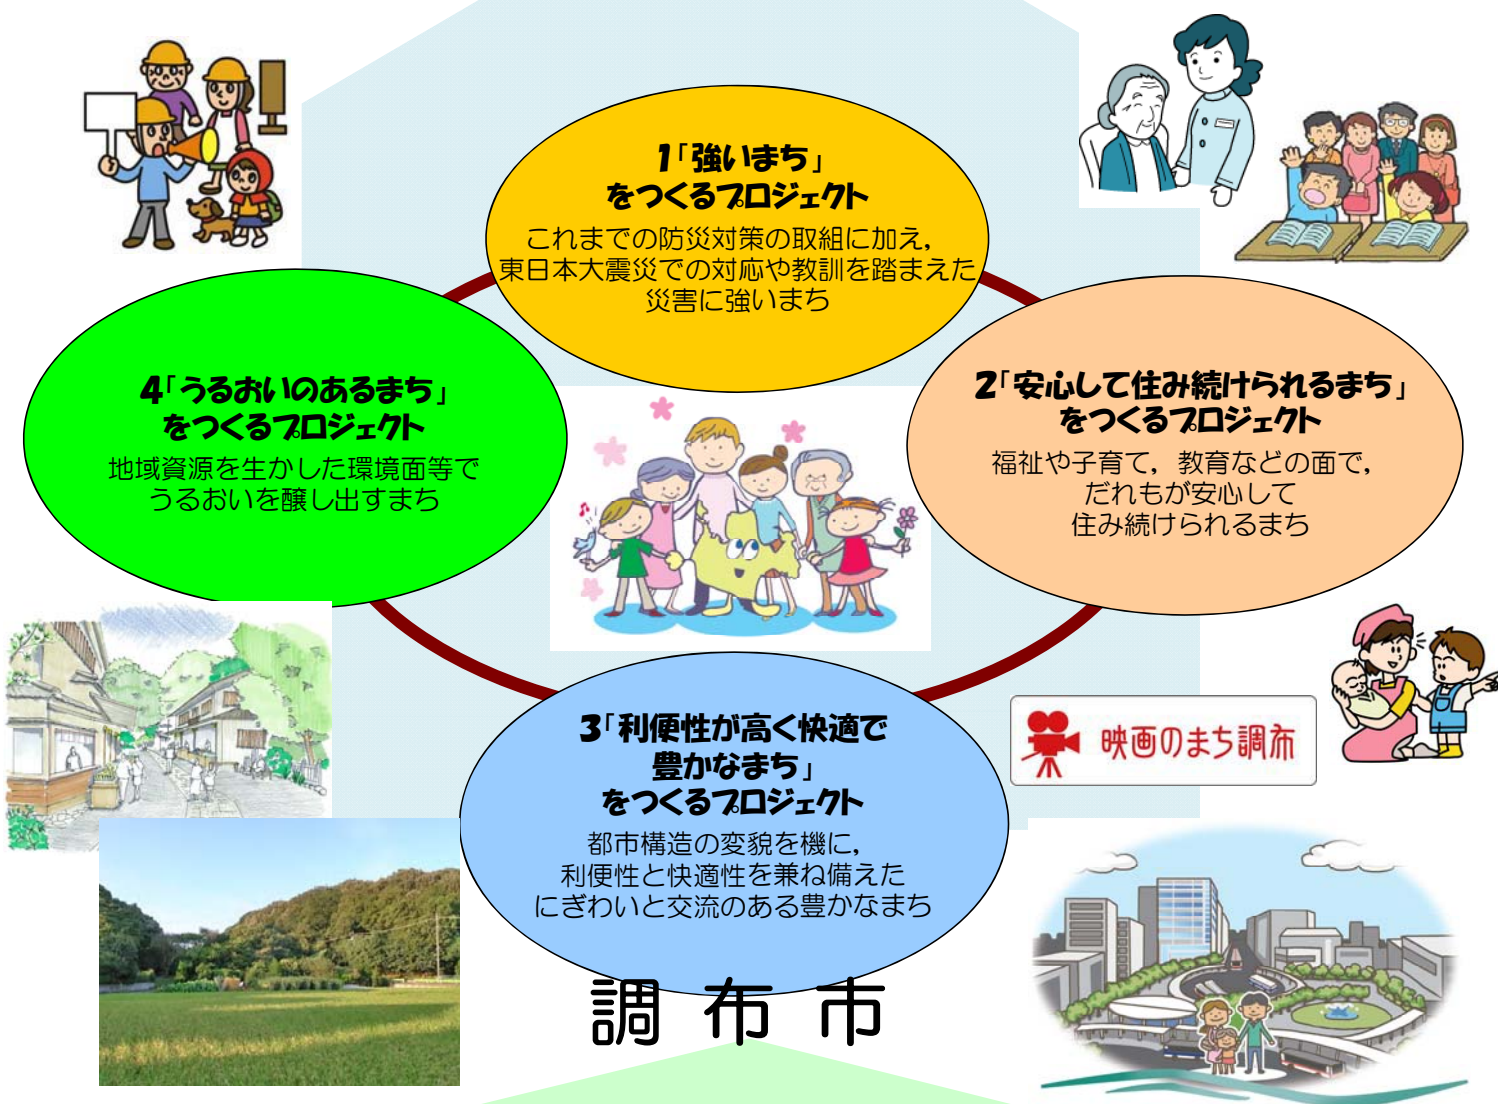 1「強いまち」
をつくるプロジェクト
これまでの防災対策の取組に加え,
東日本大震災での対応や教訓を踏まえた
災害に強いまち
2「安心して住み続けられるまち」
をつくるプロジェクト
福祉や子育て，教育などの面で,
だれもが安心して
住み続けられるまち
3「利便性が高く快適で
豊かなまち」
をつくるプロジェクト
都市構造の変貌を機に,
利便性と快適性を兼ね備えた
にぎわいと交流のある豊かなまち
4「うるおいのあるまち」
をつくるプロジェクト
地域資源を生かした環境面等で
うるおいを醸し出すまち
映画のまち調布
調布市